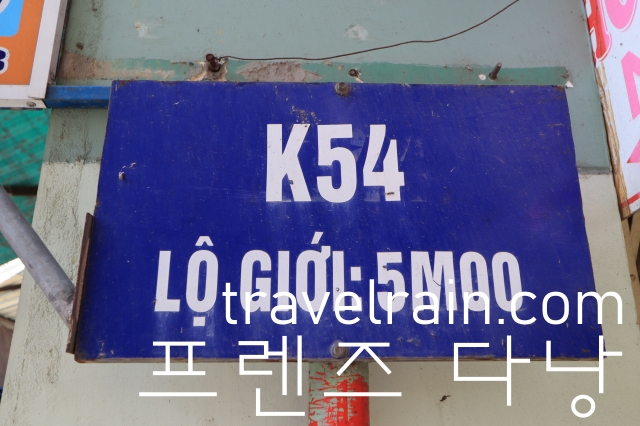 K54
LỘ GIỚI: 5M00
travelrain.com
프렌즈 다낭